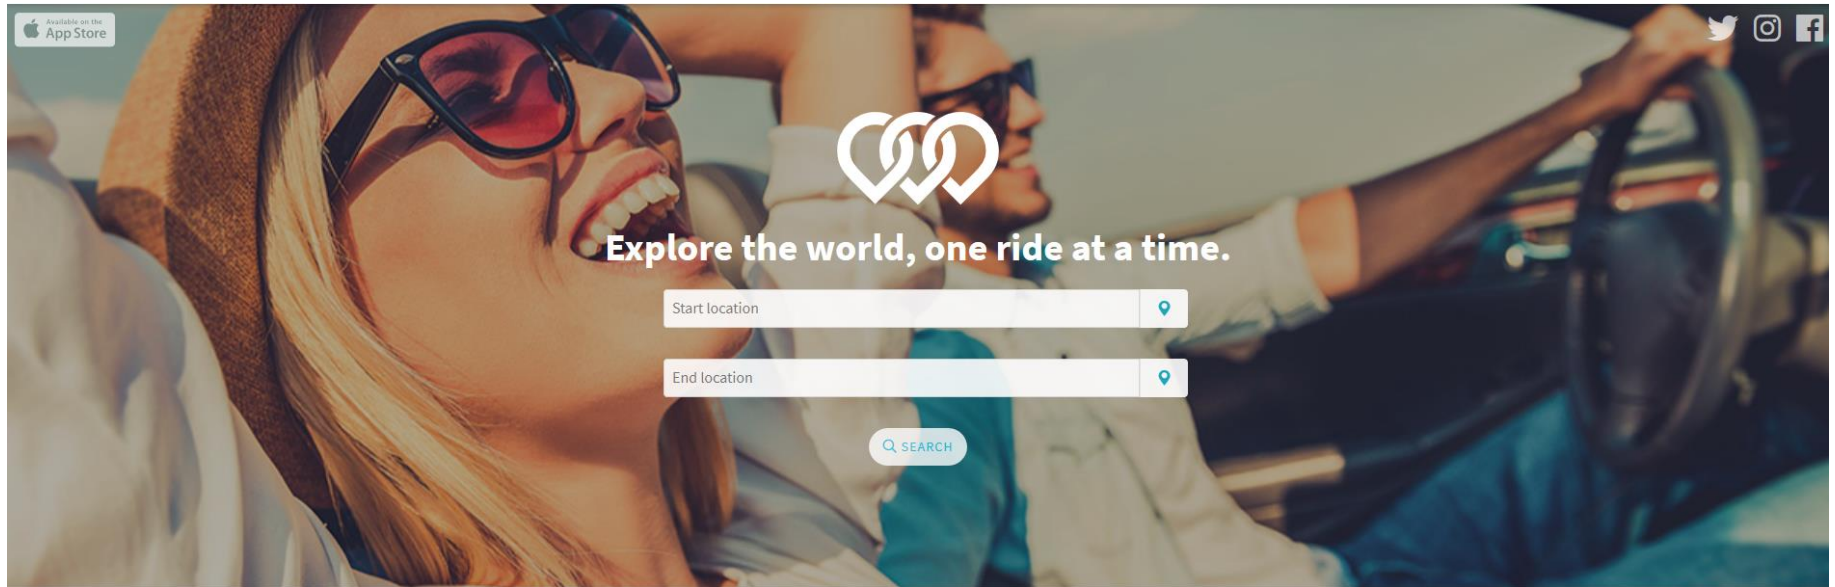 Available on the
App Store
Explore the world, one ride at a time.
Start location
End location
SEARCH